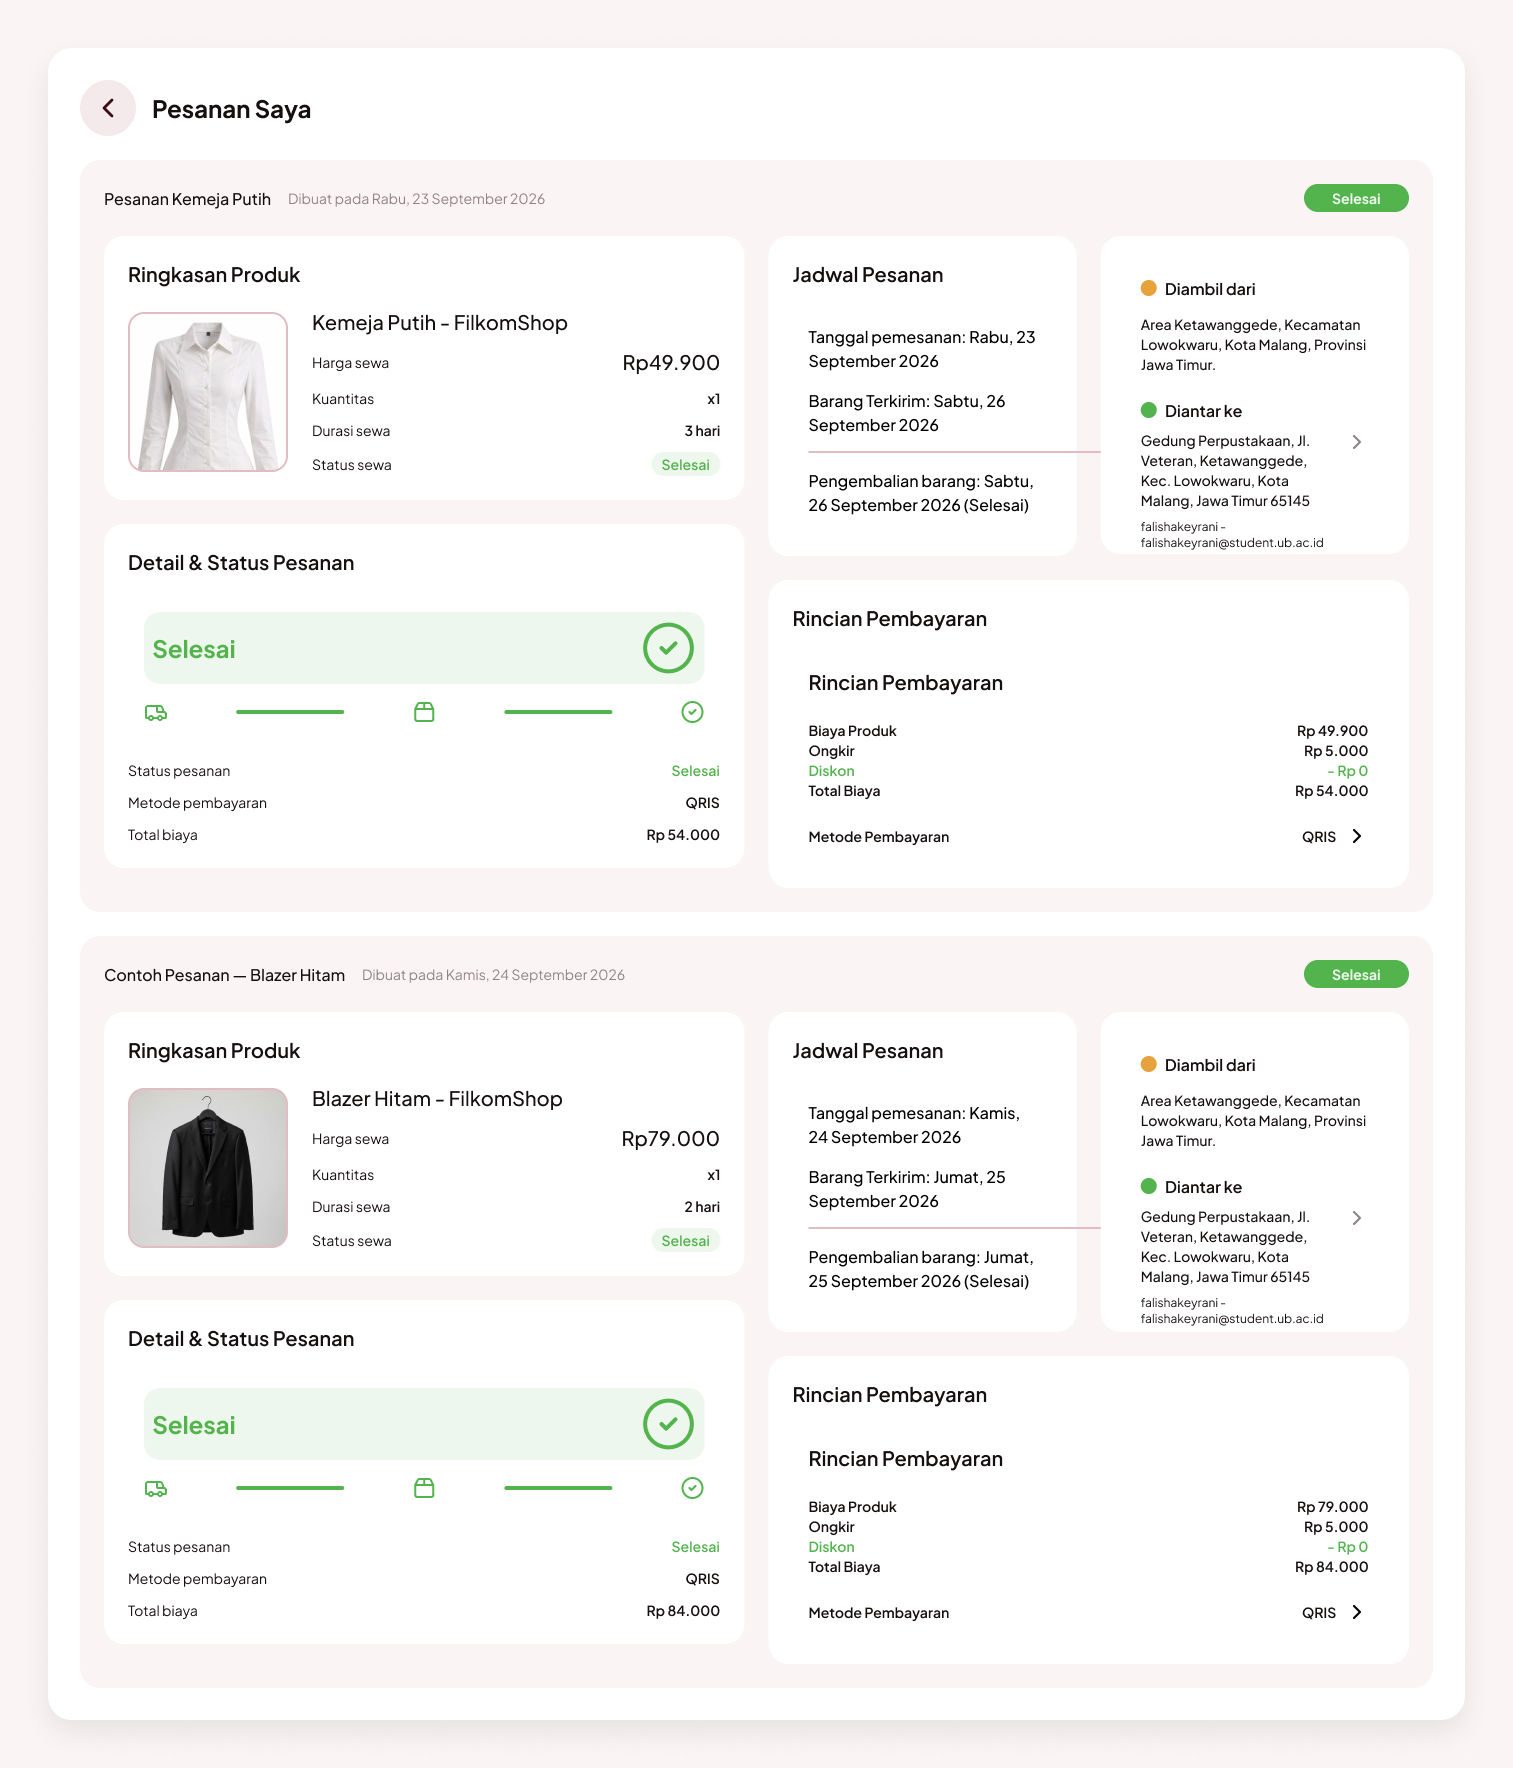 Pesanan Saya
Pesanan Kemeja Putih Dibuat pada Rabu, 23 September 2026 Selesai
Ringkasan Produk
Kemeja Putih - FilkomShop
Harga sewa Rp49.900
Kuantitas x1
Durasi sewa 3 hari
Status sewa Selesai
Detail & Status Pesanan
Selesai
Status pesanan Selesai
Metode pembayaran QRIS
Total biaya Rp 54.000
Jadwal Pesanan
Tanggal pemesanan: Rabu, 23
September 2026
Barang Terkirim: Sabtu, 26
September 2026
Pengembalian barang: Sabtu,
26 September 2026 (Selesai)
Diambil dari
Area Ketawanggede, Kecamatan
Lowokwaru, Kota Malang, Provinsi
Jawa Timur.
Diantar ke
Gedung Perpustakaan, Jl.
Veteran, Ketawanggede,
Kec. Lowokwaru, Kota
Malang, Jawa Timur 65145
falishakeyrani -
falishakeyrani@student.ub.ac.id
Rincian Pembayaran
Rincian Pembayaran
Biaya Produk Rp 49.900
Ongkir Rp 5.000
Diskon - Rp 0
Total Biaya Rp 54.000
Metode Pembayaran QRIS
Contoh Pesanan — Blazer Hitam Dibuat pada Kamis, 24 September 2026 Selesai
Ringkasan Produk
Blazer Hitam - FilkomShop
Harga sewa Rp79.000
Kuantitas x1
Durasi sewa 2 hari
Status sewa Selesai
Detail & Status Pesanan
Selesai
Status pesanan Selesai
Metode pembayaran QRIS
Total biaya Rp 84.000
Jadwal Pesanan
Tanggal pemesanan: Kamis,
24 September 2026
Barang Terkirim: Jumat, 25
September 2026
Pengembalian barang: Jumat,
25 September 2026 (Selesai)
Diambil dari
Area Ketawanggede, Kecamatan
Lowokwaru, Kota Malang, Provinsi
Jawa Timur.
Diantar ke
Gedung Perpustakaan, Jl.
Veteran, Ketawanggede,
Kec. Lowokwaru, Kota
Malang, Jawa Timur 65145
falishakeyrani -
falishakeyrani@student.ub.ac.id
Rincian Pembayaran
Rincian Pembayaran
Biaya Produk Rp 79.000
Ongkir Rp 5.000
Diskon - Rp 0
Total Biaya Rp 84.000
Metode Pembayaran QRIS